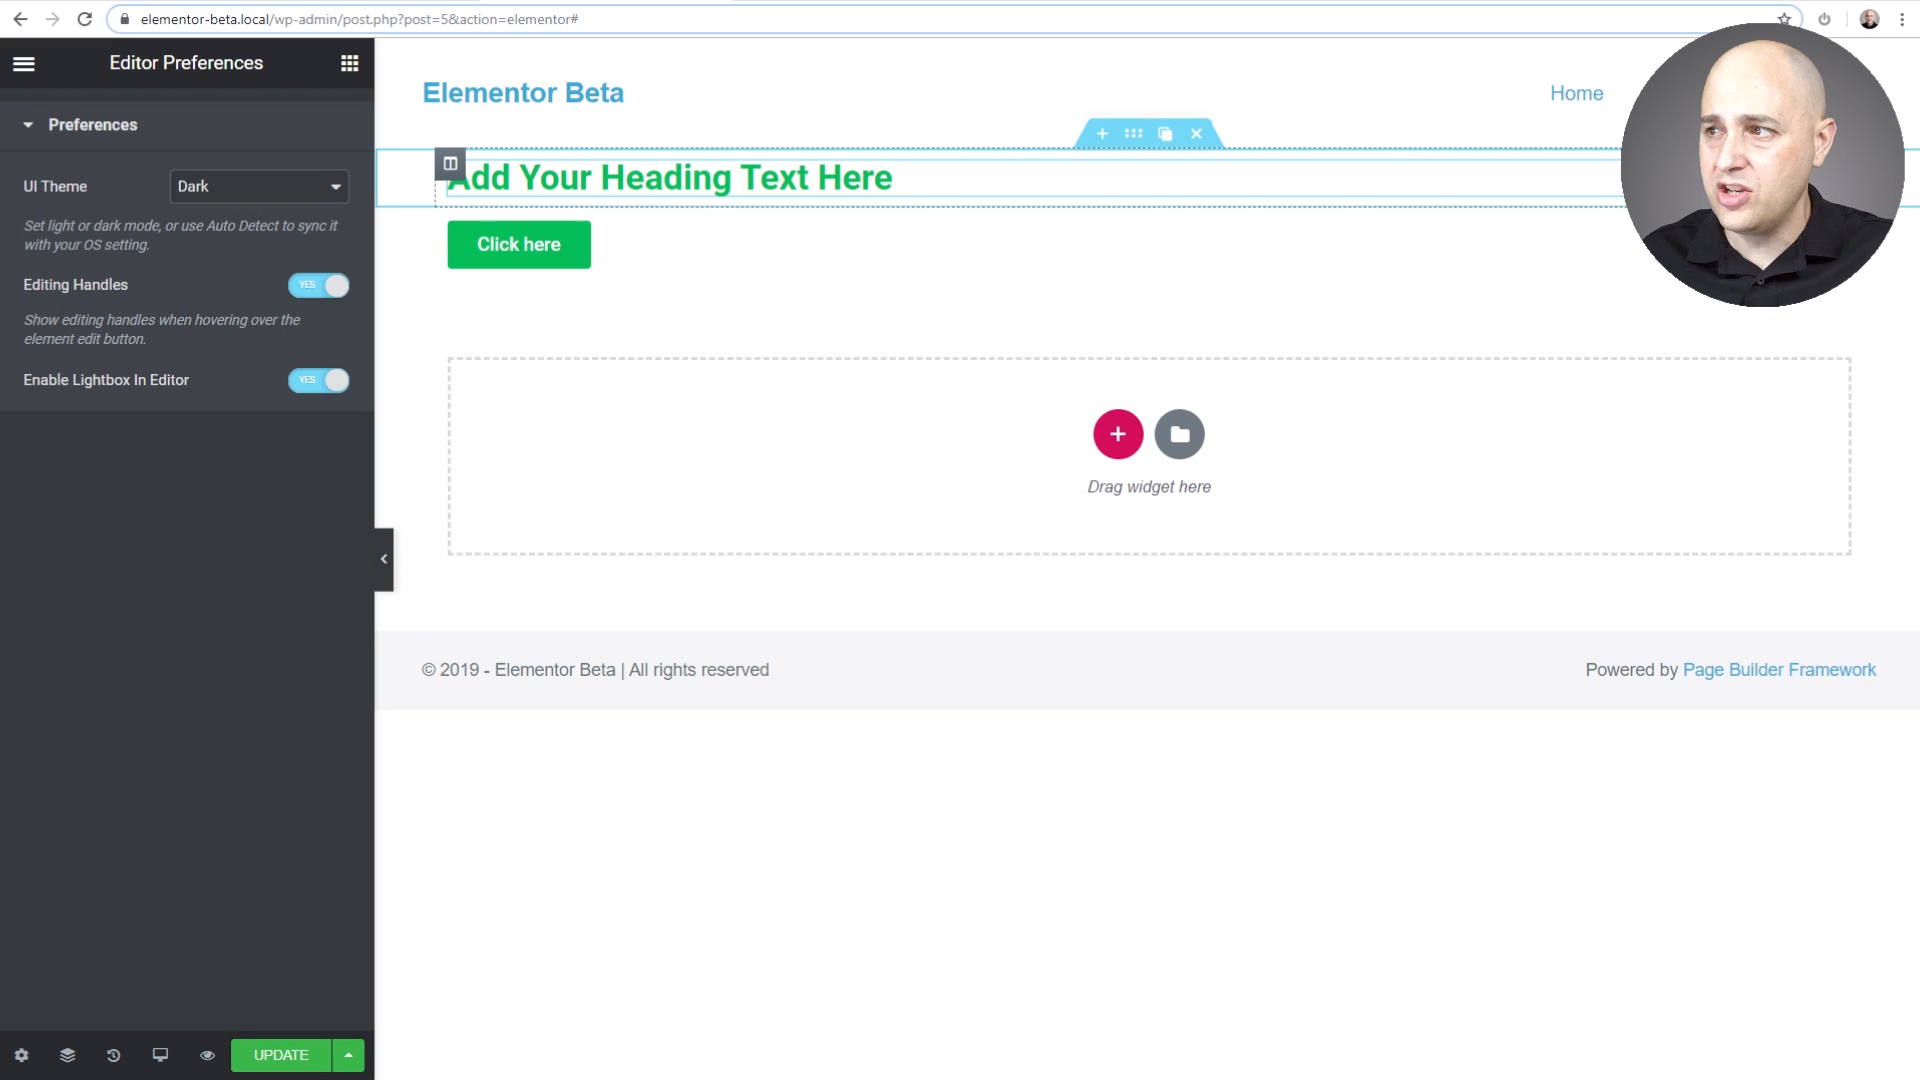 elementor-beta.local/wp-admin/post.php?post=5&action=elementor#
Editor Preferences
Preferences
UI Theme
Dark
Set light or dark mode, or use Auto Detect to sync it
with your OS setting.
Editing Handles
YES
Show editing handles when hovering over the
element edit button.
Enable Lightbox In Editor
YES
UPDATE
Elementor Beta
Home
Add Your Heading Text Here
Click here
Drag widget here
© 2019 - Elementor Beta | All rights reserved
Powered by Page Builder Framework